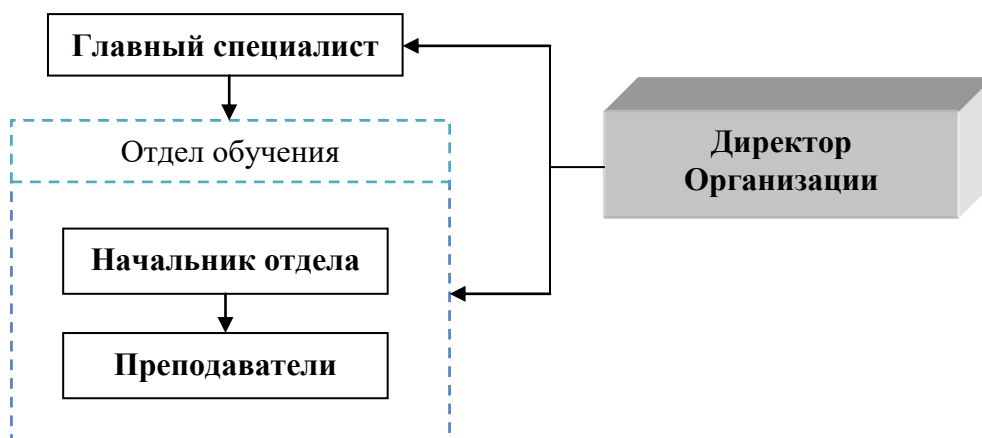 Главный специалист
Отдел обучения
Начальник отдела
Преподаватели
Директор
Организации